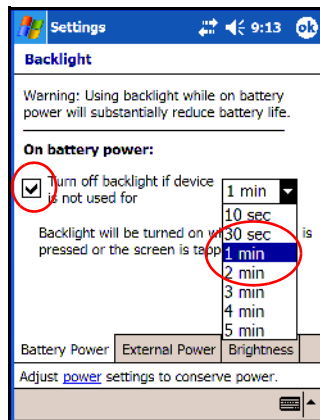 Settings 9:13 ok
Backlight
Warning: Using backlight while on battery
power will substantially reduce battery life.
On battery power:
Turn off backlight if device
is not used for
1 min
10 sec
30 sec
1 min
2 min
3 min
4 min
5 min
Backlight will be turned on is
pressed or the screen is
Battery Power External Power Brightness
Adjust power settings to conserve power.